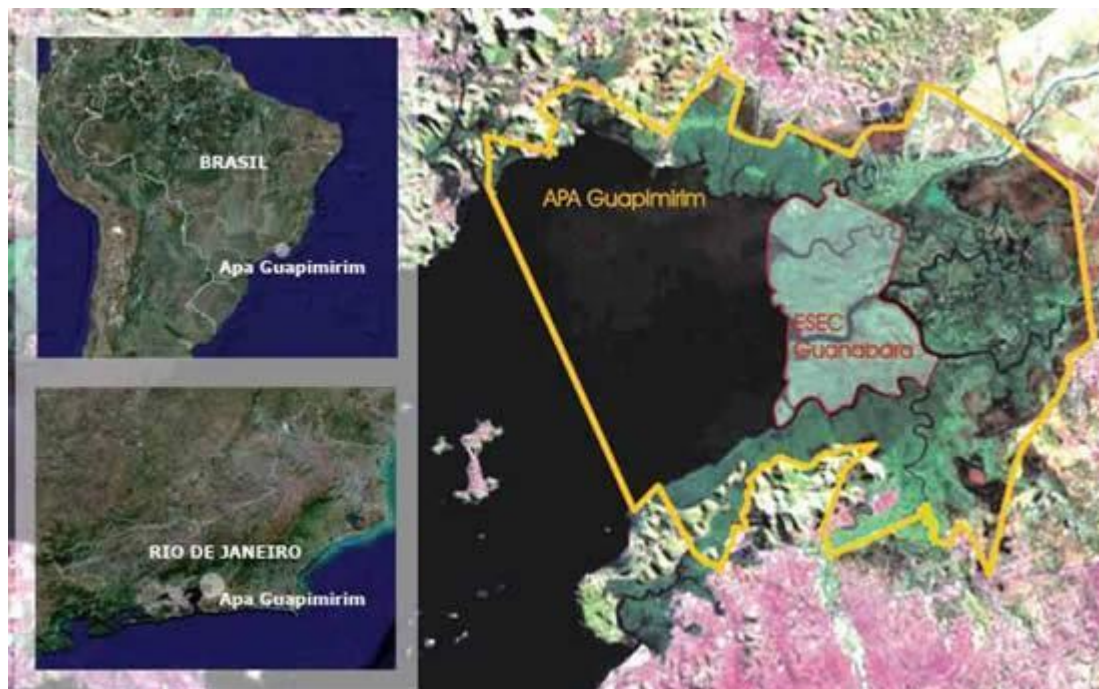 BRASIL
Apa Guapimirim
RIO DE JANEIRO
Apa Guapimirim
APA Guapimirim
ESEC
Guanabara